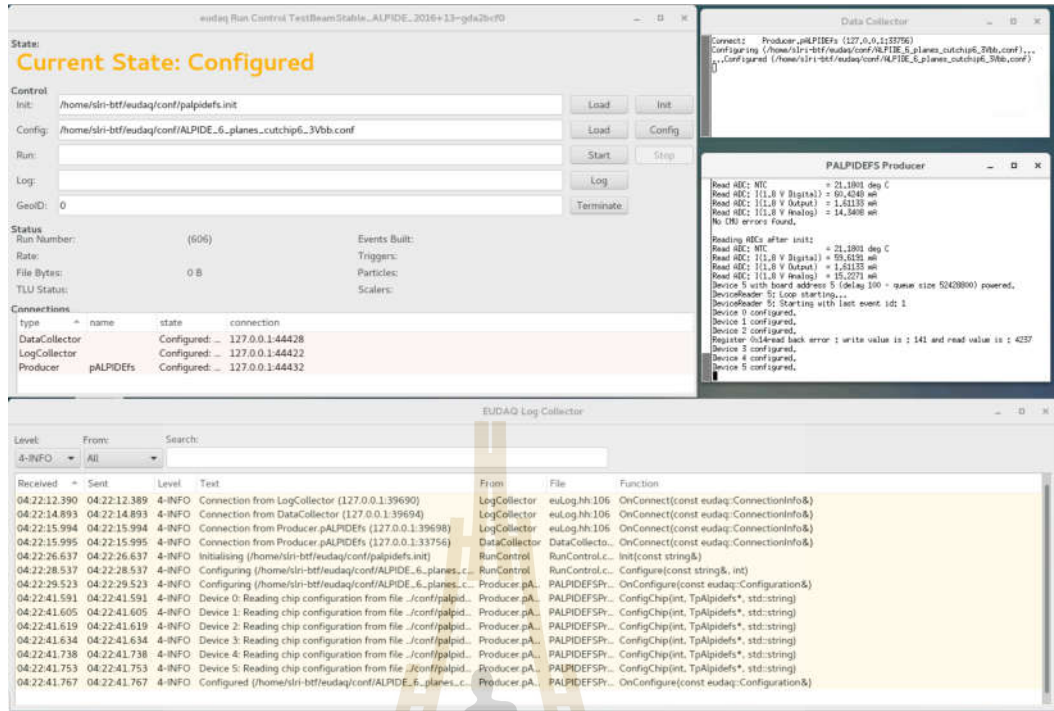 eudaq Run Control TestBeamStable_ALPIDE_2016+13~gda2bcf0
State:
Current State: Configured
Control
Init: /home/slri-btf/eudaq/conf/palpidefs.init Load Init
Config: /home/slri-btf/eudaq/conf/ALPIDE_6_planes_cutchip6_3Vbb.conf Load Config
Run: Start Stop
Log: Log
GeoID: 0 Terminate
Status
Run Number: (606) Events Built:
Rate: Triggers:
File Bytes: 0 B Particles:
TLU Status: Scalers:
Connections
type name state connection
DataCollector Configured: ... 127.0.0.1:44428
LogCollector Configured: ... 127.0.0.1:44422
Producer pALPIDEfs Configured: ... 127.0.0.1:44432
Data Collector
Connect: Producer.pALPIDEfs (127.0.0.1:33756)
Configuring (/home/slri-btf/eudaq/conf/ALPIDE_6_planes_cutchip6_3Vbb.conf)...
...Configured (/home/slri-btf/eudaq/conf/ALPIDE_6_planes_cutchip6_3Vbb.conf)
PALPIDEFS Producer
Read ADC: NTC = 21.1801 deg C
Read ADC: I(1.8 V Digital) = 60.4248 mA
Read ADC: I(1.8 V Output) = 1.61133 mA
Read ADC: I(1.8 V Analog) = 14.3408 mA
No CMU errors found.
Reading ADCs after init:
Read ADC: NTC = 21.1801 deg C
Read ADC: I(1.8 V Digital) = 59.6191 mA
Read ADC: I(1.8 V Output) = 1.61133 mA
Read ADC: I(1.8 V Analog) = 15.2271 mA
Device 5 with board address 5 (delay 100 - queue size 52428800) powered.
DeviceReader 5: Loop starting...
DeviceReader 5: Starting with last event id: 1
Device 0 configured.
Device 1 configured.
Device 2 configured.
Register 0x14read back error : write value is : 141 and read value is : 4237
Device 3 configured.
Device 4 configured.
Device 5 configured.
EUDAQ Log Collector
Level: From: Search:
4-INFO All
Received Sent Level Text From File Function
04:22:12.390 04:22:12.389 4-INFO Connection from LogCollector (127.0.0.1:39690) LogCollector euLog.hh:106 OnConnect(const eudaq::ConnectionInfo&)
04:22:14.893 04:22:14.893 4-INFO Connection from DataCollector (127.0.0.1:39694) LogCollector euLog.hh:106 OnConnect(const eudaq::ConnectionInfo&)
04:22:15.994 04:22:15.994 4-INFO Connection from Producer.pALPIDEfs (127.0.0.1:39698) LogCollector euLog.hh:106 OnConnect(const eudaq::ConnectionInfo&)
04:22:15.995 04:22:15.995 4-INFO Connection from Producer.pALPIDEfs (127.0.0.1:33756) DataCollector DataCollecto... OnConnect(const eudaq::ConnectionInfo&)
04:22:26.637 04:22:26.637 4-INFO Initialising (/home/slri-btf/eudaq/conf/palpidefs.init) RunControl RunControl.c... Init(const string&)
04:22:28.537 04:22:28.537 4-INFO Configuring (/home/slri-btf/eudaq/conf/ALPIDE_6_planes_c... RunControl RunControl.c... Configure(const string&, int)
04:22:29.523 04:22:29.523 4-INFO Configuring (/home/slri-btf/eudaq/conf/ALPIDE_6_planes_c... Producer.pA... PALPIDEFSPr... OnConfigure(const eudaq::Configuration&)
04:22:41.591 04:22:41.591 4-INFO Device 0: Reading chip configuration from file ../conf/palpid... Producer.pA... PALPIDEFSPr... ConfigChip(int, TpAlpidefs*, std::string)
04:22:41.605 04:22:41.605 4-INFO Device 1: Reading chip configuration from file ../conf/palpid... Producer.pA... PALPIDEFSPr... ConfigChip(int, TpAlpidefs*, std::string)
04:22:41.619 04:22:41.619 4-INFO Device 2: Reading chip configuration from file ../conf/palpid... Producer.pA... PALPIDEFSPr... ConfigChip(int, TpAlpidefs*, std::string)
04:22:41.634 04:22:41.634 4-INFO Device 3: Reading chip configuration from file ../conf/palpid... Producer.pA... PALPIDEFSPr... ConfigChip(int, TpAlpidefs*, std::string)
04:22:41.738 04:22:41.738 4-INFO Device 4: Reading chip configuration from file ../conf/palpid... Producer.pA... PALPIDEFSPr... ConfigChip(int, TpAlpidefs*, std::string)
04:22:41.753 04:22:41.753 4-INFO Device 5: Reading chip configuration from file ../conf/palpid... Producer.pA... PALPIDEFSPr... ConfigChip(int, TpAlpidefs*, std::string)
04:22:41.767 04:22:41.767 4-INFO Configured (/home/slri-btf/eudaq/conf/ALPIDE_6_planes_c... Producer.pA... PALPIDEFSPr... OnConfigure(const eudaq::Configuration&)